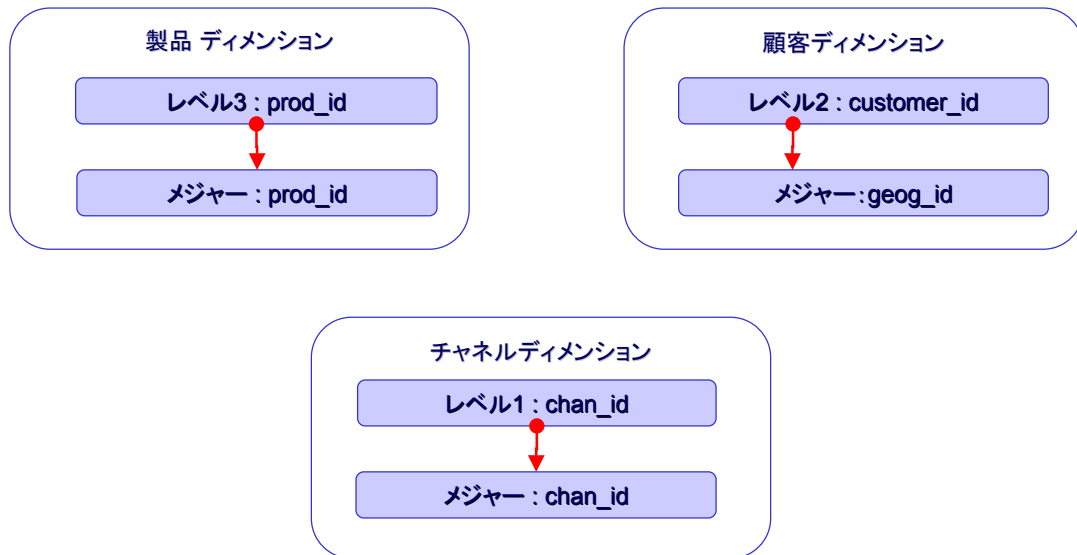 製品 ディメンション
レベル3 : prod_id
メジャー : prod_id
顧客ディメンション
レベル2 : customer_id
メジャー：geog_id
チャネルディメンション
レベル1 : chan_id
メジャー : chan_id